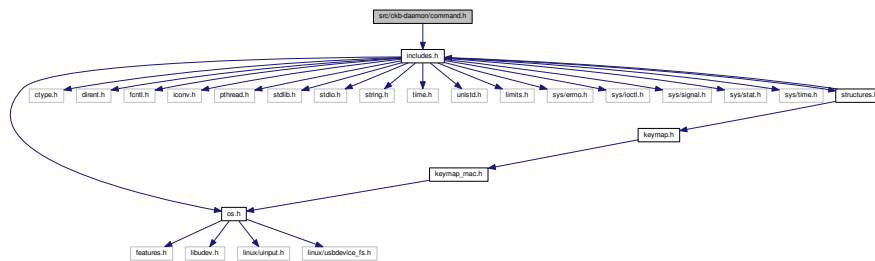 src/ckb-daemon/command.h
includes.h
ctype.h
dirent.h
fcntl.h
iconv.h
pthread.h
stdlib.h
stdio.h
string.h
time.h
unistd.h
limits.h
sys/errno.h
sys/ioctl.h
sys/signal.h
sys/stat.h
sys/time.h
structures.h
keymap.h
keymap_mac.h
os.h
features.h
libudev.h
linux/uinput.h
linux/usbdevice_fs.h